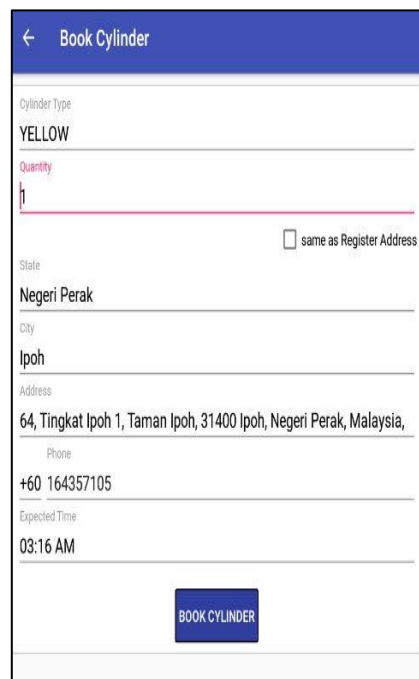 Book Cylinder
Cylinder Type
YELLOW
Quantity
1
same as Register Address
State
Negeri Perak
City
Ipoh
Address
64, Tingkat Ipoh 1, Taman Ipoh, 31400 Ipoh, Negeri Perak, Malaysia,
Phone
+60 164357105
Expected Time
03:16 AM
BOOK CYLINDER